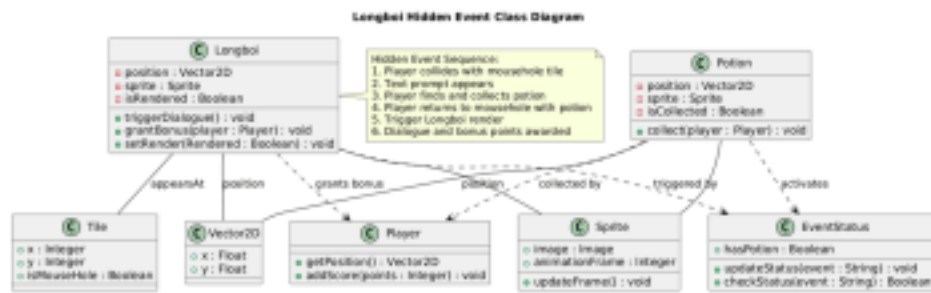 Longboi Hidden Event Class Diagram
C Longboi
position : Vector2D
sprite : Sprite
isRendered : Boolean
triggerDialogue() : void
grantBonus(player : Player) : void
setRender(Rendered : Boolean) : void
Hidden Event Sequence:
1. Player collides with mousehole tile
2. Text prompt appears
3. Player finds and collects potion
4. Player returns to mousehole with potion
5. Trigger Longboi render
6. Dialogue and bonus points awarded
C Potion
position : Vector2D
sprite : Sprite
isCollected : Boolean
collect(player : Player) : void
appearsAt
position
grants bonus
position
collected by
triggered by
activates
C Tile
x : Integer
y : Integer
isMouseHole : Boolean
C Vector2D
x : Float
y : Float
C Player
getPosition() : Vector2D
addScore(points : Integer) : void
C Sprite
image : Image
animationFrame : Integer
updateFrame() : void
C EventStatus
hasPotion : Boolean
updateStatus(event : String) : void
checkStatus(event : String) : Boolean